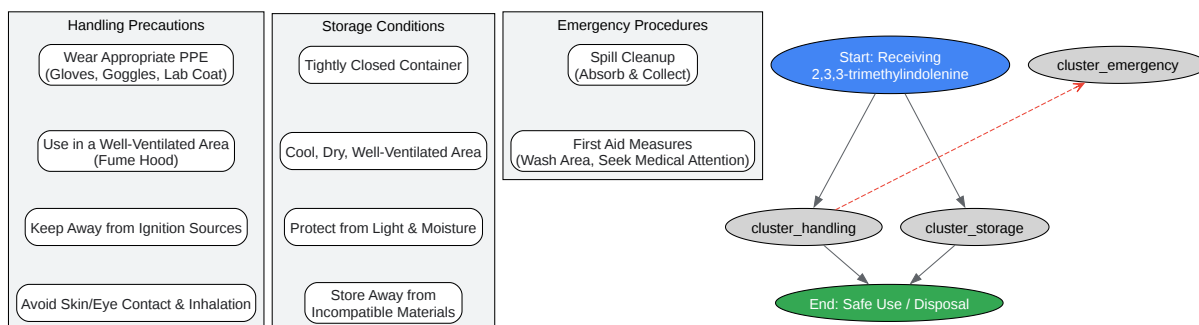 Handling Precautions
Wear Appropriate PPE
(Gloves, Goggles, Lab Coat)
Use in a Well-Ventilated Area
(Fume Hood)
Keep Away from Ignition Sources
Avoid Skin/Eye Contact & Inhalation
Storage Conditions
Tightly Closed Container
Cool, Dry, Well-Ventilated Area
Protect from Light & Moisture
Store Away from
Incompatible Materials
Emergency Procedures
Spill Cleanup
(Absorb & Collect)
First Aid Measures
(Wash Area, Seek Medical Attention)
Start: Receiving
2,3,3-trimethylindolenine
cluster_emergency
cluster_handling
cluster_storage
End: Safe Use / Disposal